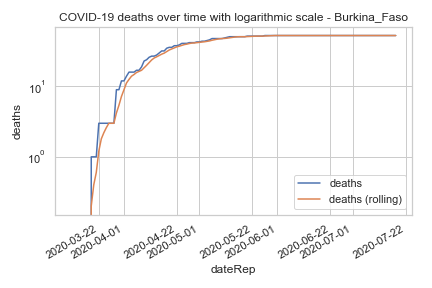 COVID-19 deaths over time with logarithmic scale - Burkina_Faso
deaths
10¹
10⁰
deaths
deaths (rolling)
2020-03-22
2020-04-01
2020-04-22
2020-05-01
2020-05-22
2020-06-01
2020-06-22
2020-07-01
2020-07-22
dateRep